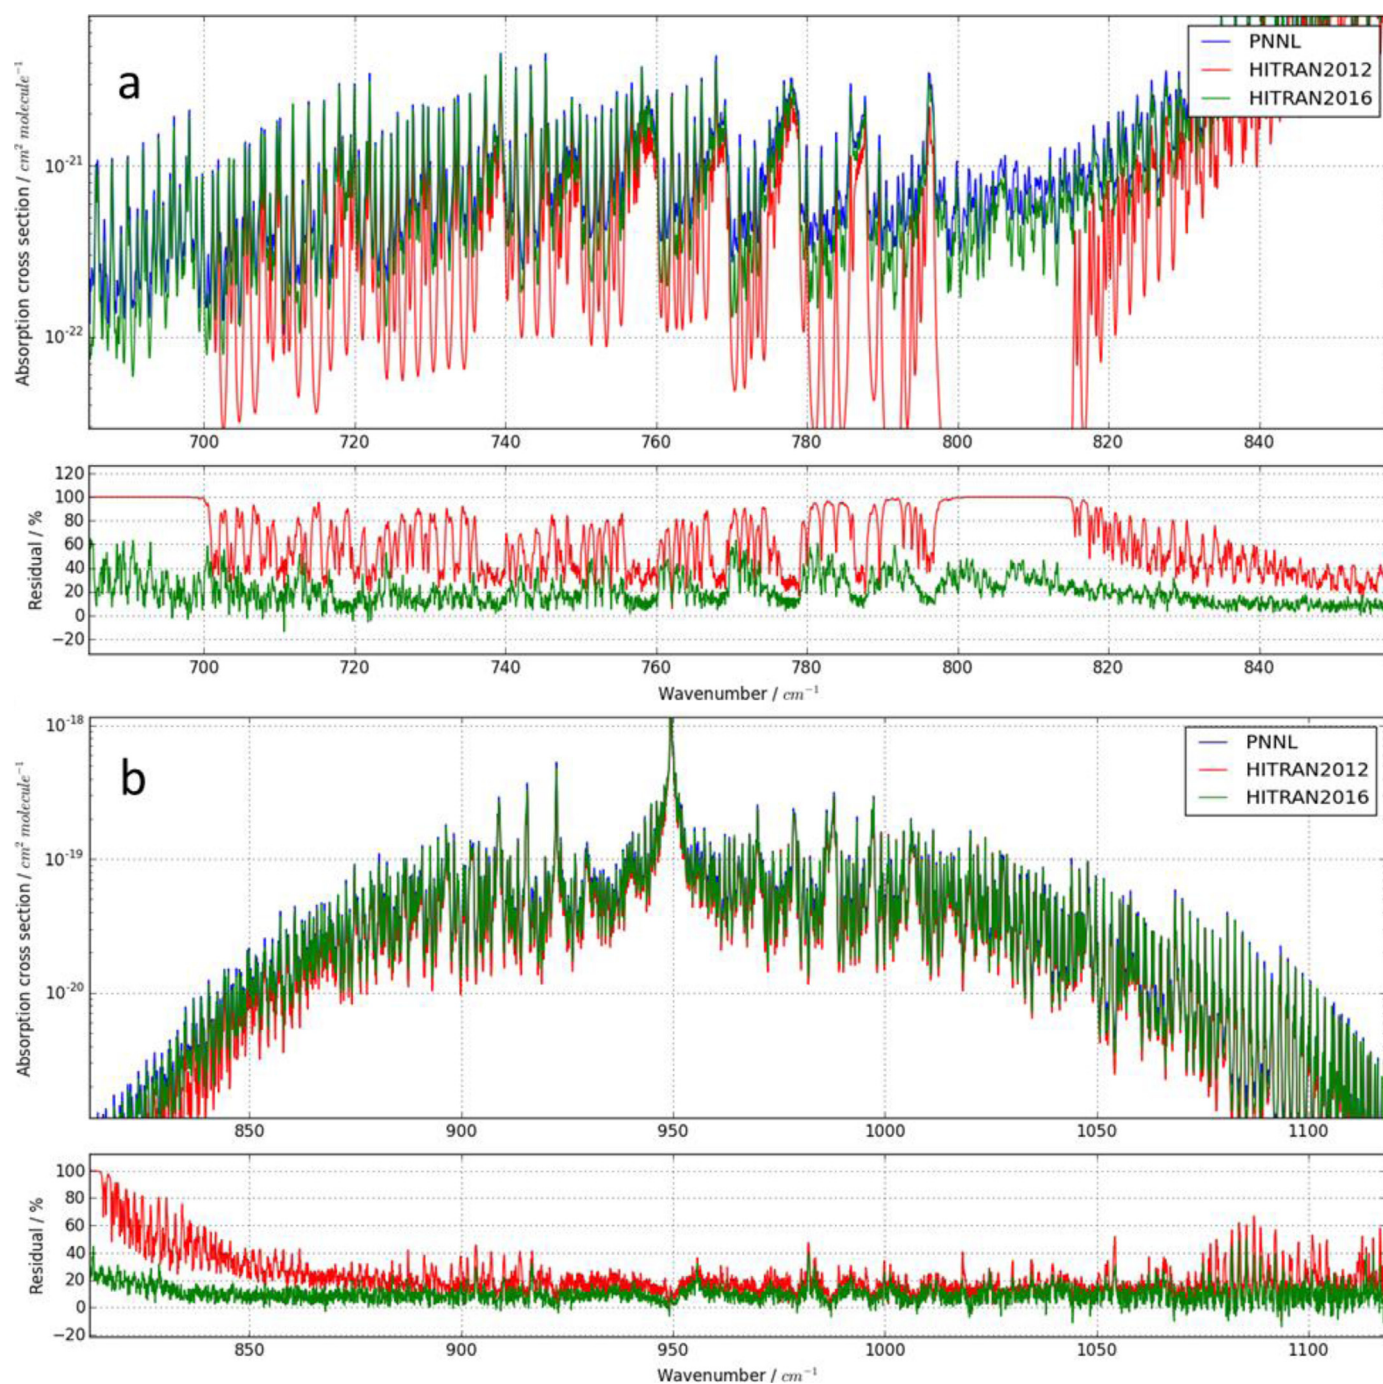 a
PNNL
HITRAN2012
HITRAN2016
Absorption cross section / cm² molecule⁻¹
10⁻²¹
10⁻²²
700 720 740 760 780 800 820 840
Residual / %
120
100
80
60
40
20
0
−20
700 720 740 760 780 800 820 840
Wavenumber / cm⁻¹
b
PNNL
HITRAN2012
HITRAN2016
Absorption cross section / cm² molecule⁻¹
10⁻¹⁸
10⁻¹⁹
10⁻²⁰
850 900 950 1000 1050 1100
Residual / %
100
80
60
40
20
0
−20
850 900 950 1000 1050 1100
Wavenumber / cm⁻¹